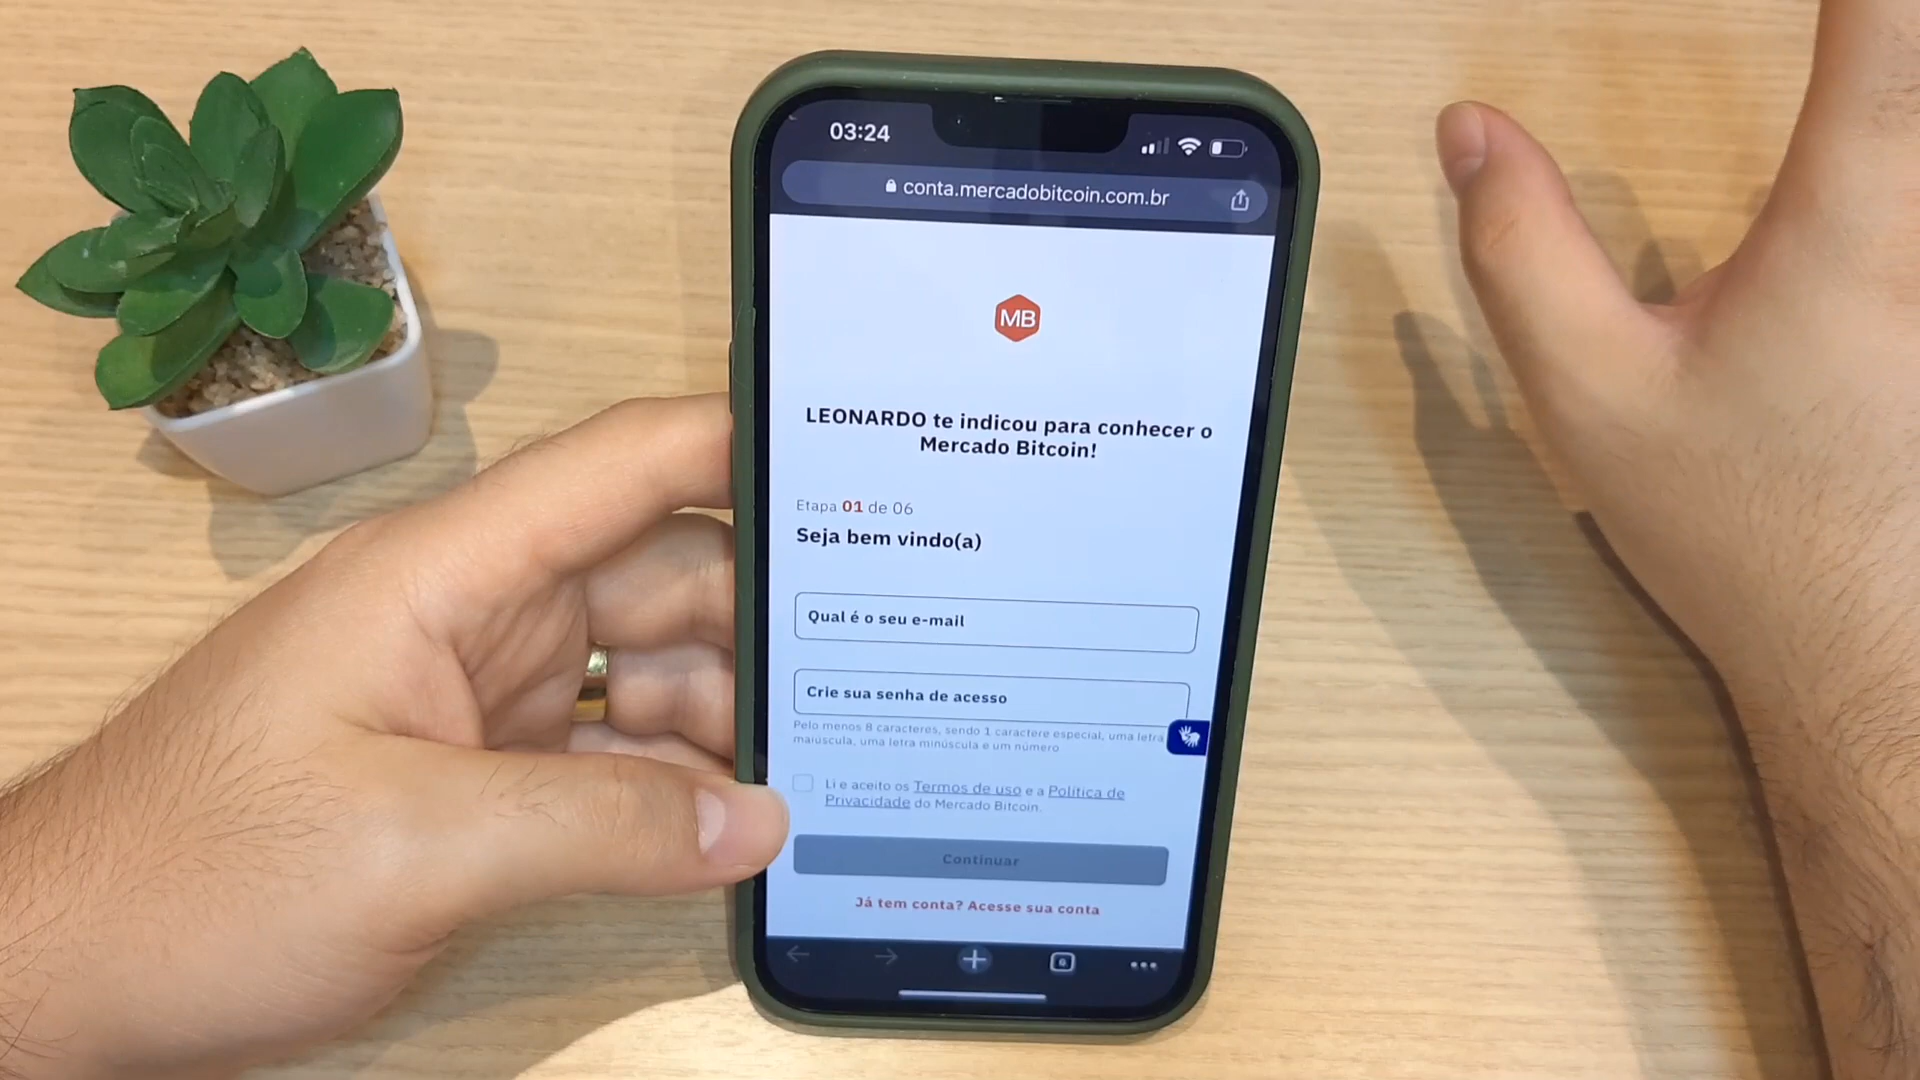 03:24
conta.mercadobitcoin.com.br
MB
LEONARDO te indicou para conhecer o
Mercado Bitcoin!
Etapa 01 de 06
Seja bem vindo(a)
Qual é o seu e-mail
Crie sua senha de acesso
Pelo menos 8 caracteres, sendo 1 caractere especial, uma letra
maiúscula, uma letra minúscula e um número
Li e aceito os Termos de uso e a Política de
Privacidade do Mercado Bitcoin.
Continuar
Já tem conta? Acesse sua conta